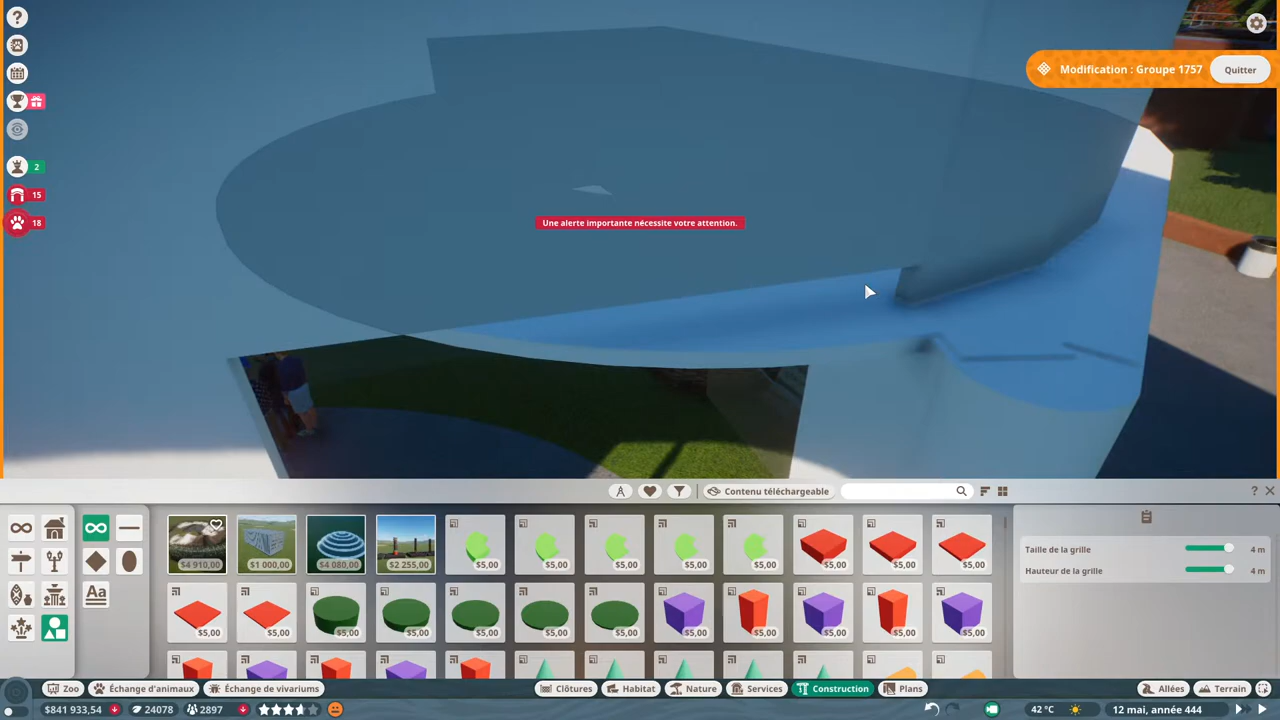 ?
Modification : Groupe 1757
Quitter
2
15
18
Une alerte importante nécessite votre attention.
Contenu téléchargeable
? ×
$4 910,00
$1 000,00
$4 080,00
$2 255,00
$5,00
$5,00
$5,00
$5,00
$5,00
$5,00
$5,00
$5,00
Taille de la grille
4 m
Hauteur de la grille
4 m
Aa
$5,00
$5,00
$5,00
$5,00
$5,00
$5,00
$5,00
$5,00
$5,00
$5,00
$5,00
$5,00
Zoo
Échange d'animaux
Échange de vivariums
Clôtures
Habitat
Nature
Services
Construction
Plans
Allées
Terrain
$841 933,54
24078
2897
42 °C
12 mai, année 444